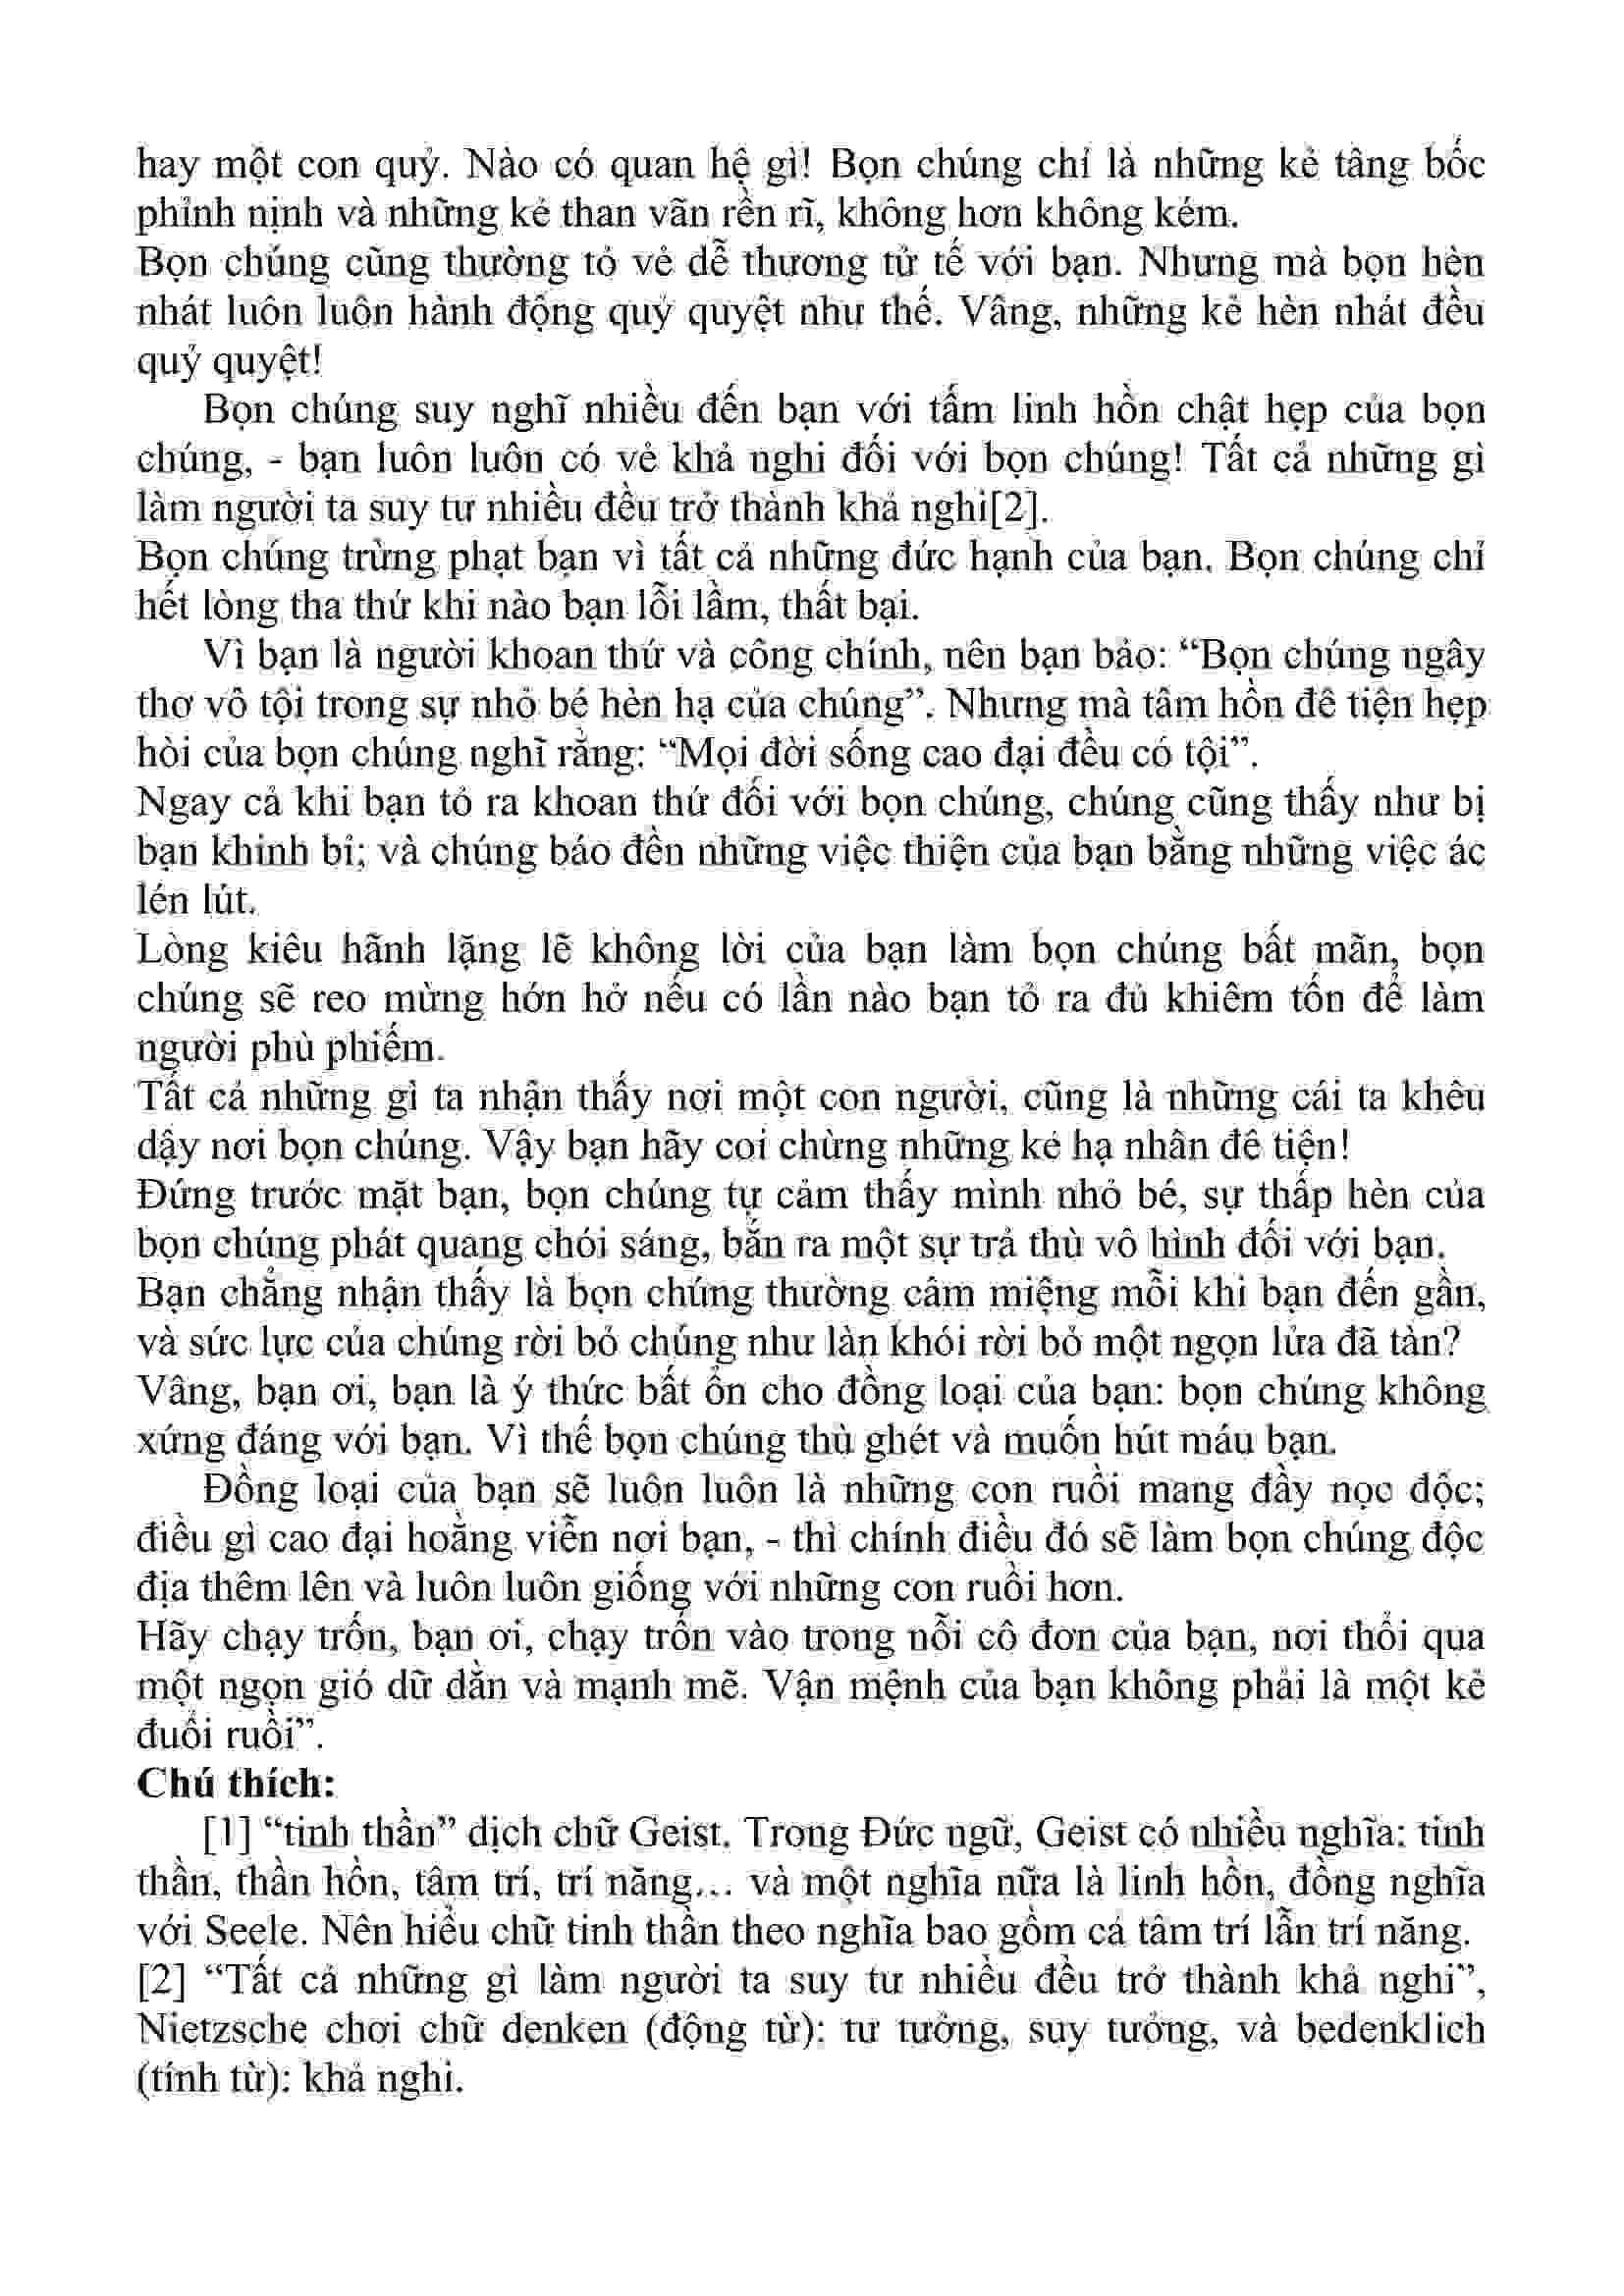 hay một con quỷ. Nào có quan hệ gì! Bọn chúng chỉ là những kẻ tâng bốc
phỉnh nịnh và những kẻ than vãn rền rĩ, không hơn không kém.
Bọn chúng cũng thường tỏ vẻ dễ thương tử tế với bạn. Nhưng mà bọn hèn
nhát luôn luôn hành động quỷ quyệt như thế. Vâng, những kẻ hèn nhát đều
quỷ quyệt!
Bọn chúng suy nghĩ nhiều đến bạn với tấm linh hồn chật hẹp của bọn
chúng, - bạn luôn luôn có vẻ khả nghi đối với bọn chúng! Tất cả những gì
làm người ta suy tư nhiều đều trở thành khả nghi[2].
Bọn chúng trừng phạt bạn vì tất cả những đức hạnh của bạn. Bọn chúng chỉ
hết lòng tha thứ khi nào bạn lỗi lầm, thất bại.
Vì bạn là người khoan thứ và công chính, nên bạn bảo: “Bọn chúng ngây
thơ vô tội trong sự nhỏ bé hèn hạ của chúng”. Nhưng mà tâm hồn đê tiện hẹp
hòi của bọn chúng nghĩ rằng: “Mọi đời sống cao đại đều có tội”.
Ngay cả khi bạn tỏ ra khoan thứ đối với bọn chúng, chúng cũng thấy như bị
bạn khinh bỉ; và chúng báo đền những việc thiện của bạn bằng những việc ác
lén lút.
Lòng kiêu hãnh lặng lẽ không lời của bạn làm bọn chúng bất mãn, bọn
chúng sẽ reo mừng hớn hở nếu có lần nào bạn tỏ ra đủ khiêm tốn để làm
người phù phiếm.
Tất cả những gì ta nhận thấy nơi một con người, cũng là những cái ta khêu
dậy nơi bọn chúng. Vậy bạn hãy coi chừng những kẻ hạ nhân đê tiện!
Đứng trước mặt bạn, bọn chúng tự cảm thấy mình nhỏ bé, sự thấp hèn của
bọn chúng phát quang chói sáng, bắn ra một sự trả thù vô hình đối với bạn.
Bạn chẳng nhận thấy là bọn chúng thường câm miệng mỗi khi bạn đến gần,
và sức lực của chúng rời bỏ chúng như làn khói rời bỏ một ngọn lửa đã tàn?
Vâng, bạn ơi, bạn là ý thức bất ổn cho đồng loại của bạn: bọn chúng không
xứng đáng với bạn. Vì thế bọn chúng thù ghét và muốn hút máu bạn.
Đồng loại của bạn sẽ luôn luôn là những con ruồi mang đầy nọc độc;
điều gì cao đại hoằng viễn nơi bạn, - thì chính điều đó sẽ làm bọn chúng độc
địa thêm lên và luôn luôn giống với những con ruồi hơn.
Hãy chạy trốn, bạn ơi, chạy trốn vào trong nỗi cô đơn của bạn, nơi thổi qua
một ngọn gió dữ dằn và mạnh mẽ. Vận mệnh của bạn không phải là một kẻ
đuổi ruồi”.
Chú thích:
[1] “tinh thần” dịch chữ Geist. Trong Đức ngữ, Geist có nhiều nghĩa: tinh
thần, thần hồn, tâm trí, trí năng… và một nghĩa nữa là linh hồn, đồng nghĩa
với Seele. Nên hiểu chữ tinh thần theo nghĩa bao gồm cả tâm trí lẫn trí năng.
[2] “Tất cả những gì làm người ta suy tư nhiều đều trở thành khả nghi”,
Nietzsche chơi chữ denken (động từ): tư tưởng, suy tưởng, và bedenklich
(tính từ): khả nghi.